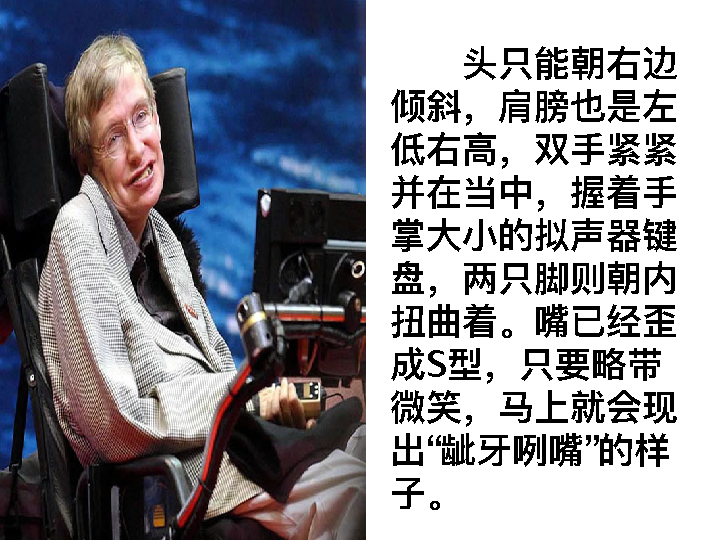 头只能朝右边
倾斜，肩膀也是左
低右高，双手紧紧
并在当中，握着手
掌大小的拟声器键
盘，两只脚则朝内
扭曲着。嘴已经歪
成S型，只要略带
微笑，马上就会现
出“龇牙咧嘴”的样
子。